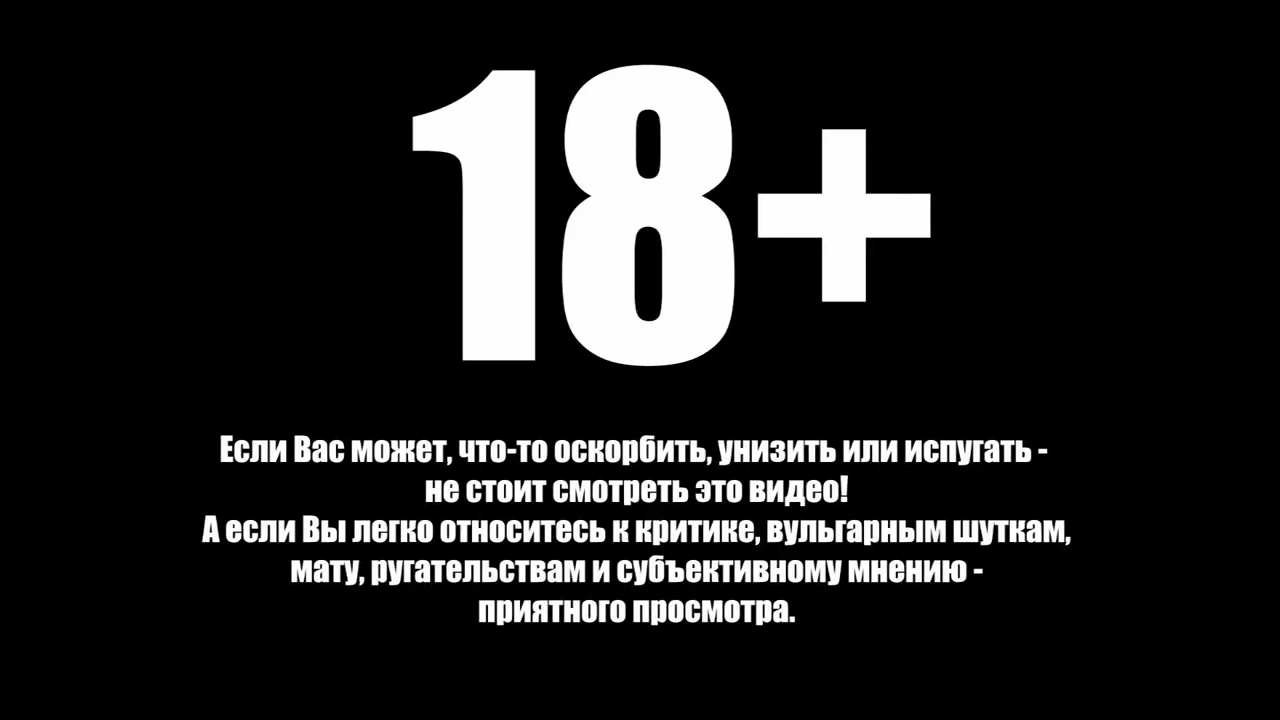 18+
Если Вас может, что-то оскорбить, унизить или испугать -
не стоит смотреть это видео!
А если Вы легко относитесь к критике, вульгарным шуткам,
мату, ругательствам и субъективному мнению -
приятного просмотра.